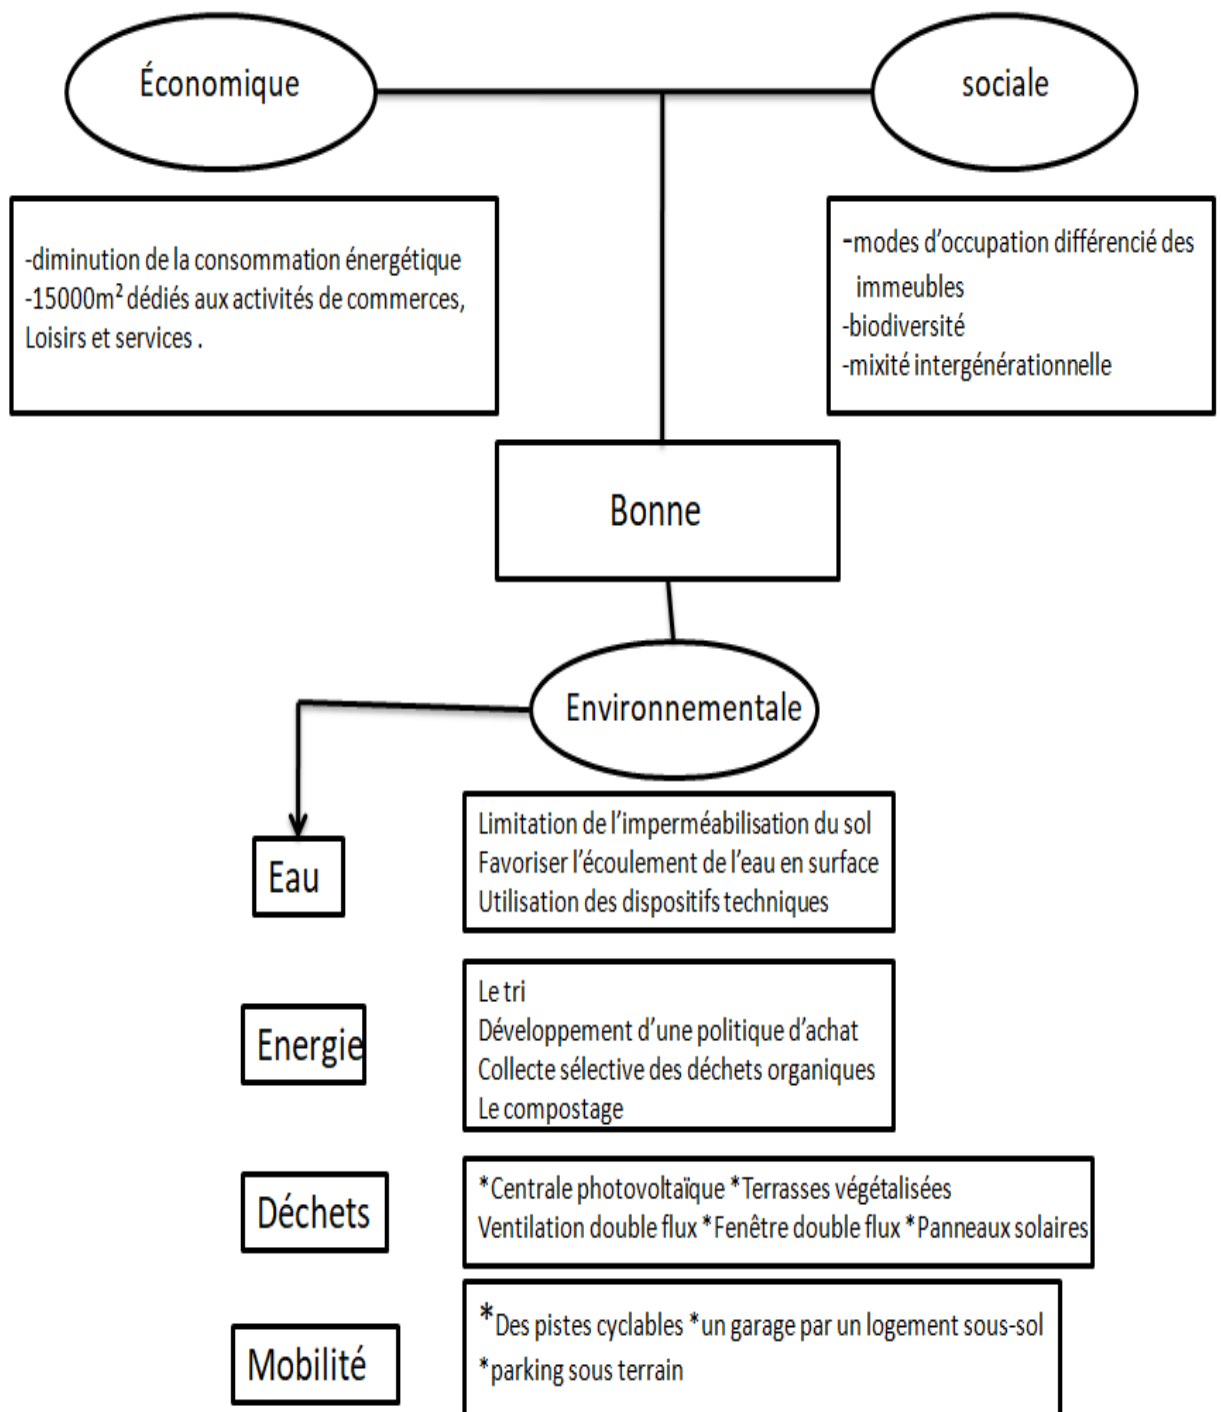 Économique
sociale
-diminution de la consommation énergétique
-15000m² dédiés aux activités de commerces,
Loisirs et services .
-modes d’occupation différencié des
immeubles
-biodiversité
-mixité intergénérationnelle
Bonne
Environnementale
Eau
Limitation de l’imperméabilisation du sol
Favoriser l’écoulement de l’eau en surface
Utilisation des dispositifs techniques
Energie
Le tri
Développement d’une politique d’achat
Collecte sélective des déchets organiques
Le compostage
Déchets
*Centrale photovoltaïque *Terrasses végétalisées
Ventilation double flux *Fenêtre double flux *Panneaux solaires
Mobilité
*Des pistes cyclables *un garage par un logement sous-sol
*parking sous terrain